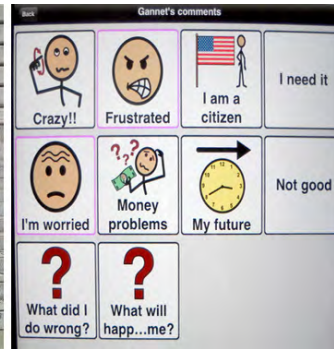 Back
Gannet's comments
Crazy!!
Frustrated
I am a
citizen
I need it
I'm worried
Money
problems
My future
Not good
What did I
do wrong?
What will
happ...me?